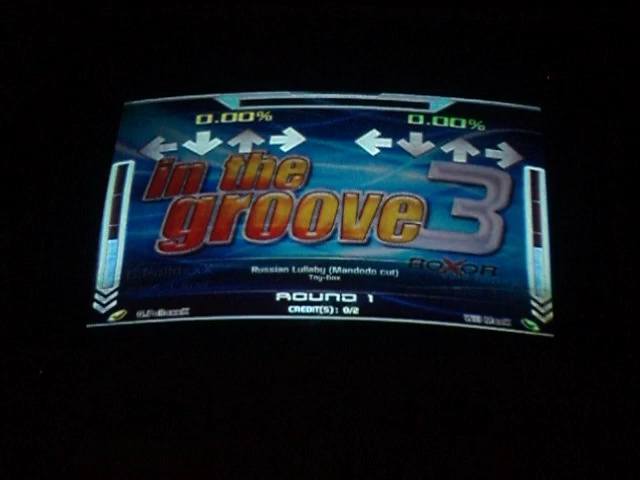 0.00%
0.00%
in the
groove 3
ROXOR
Russian Lullaby (Mandodo cut)
Toy-Box
ROUND 1
CREDIT(S): 0/2